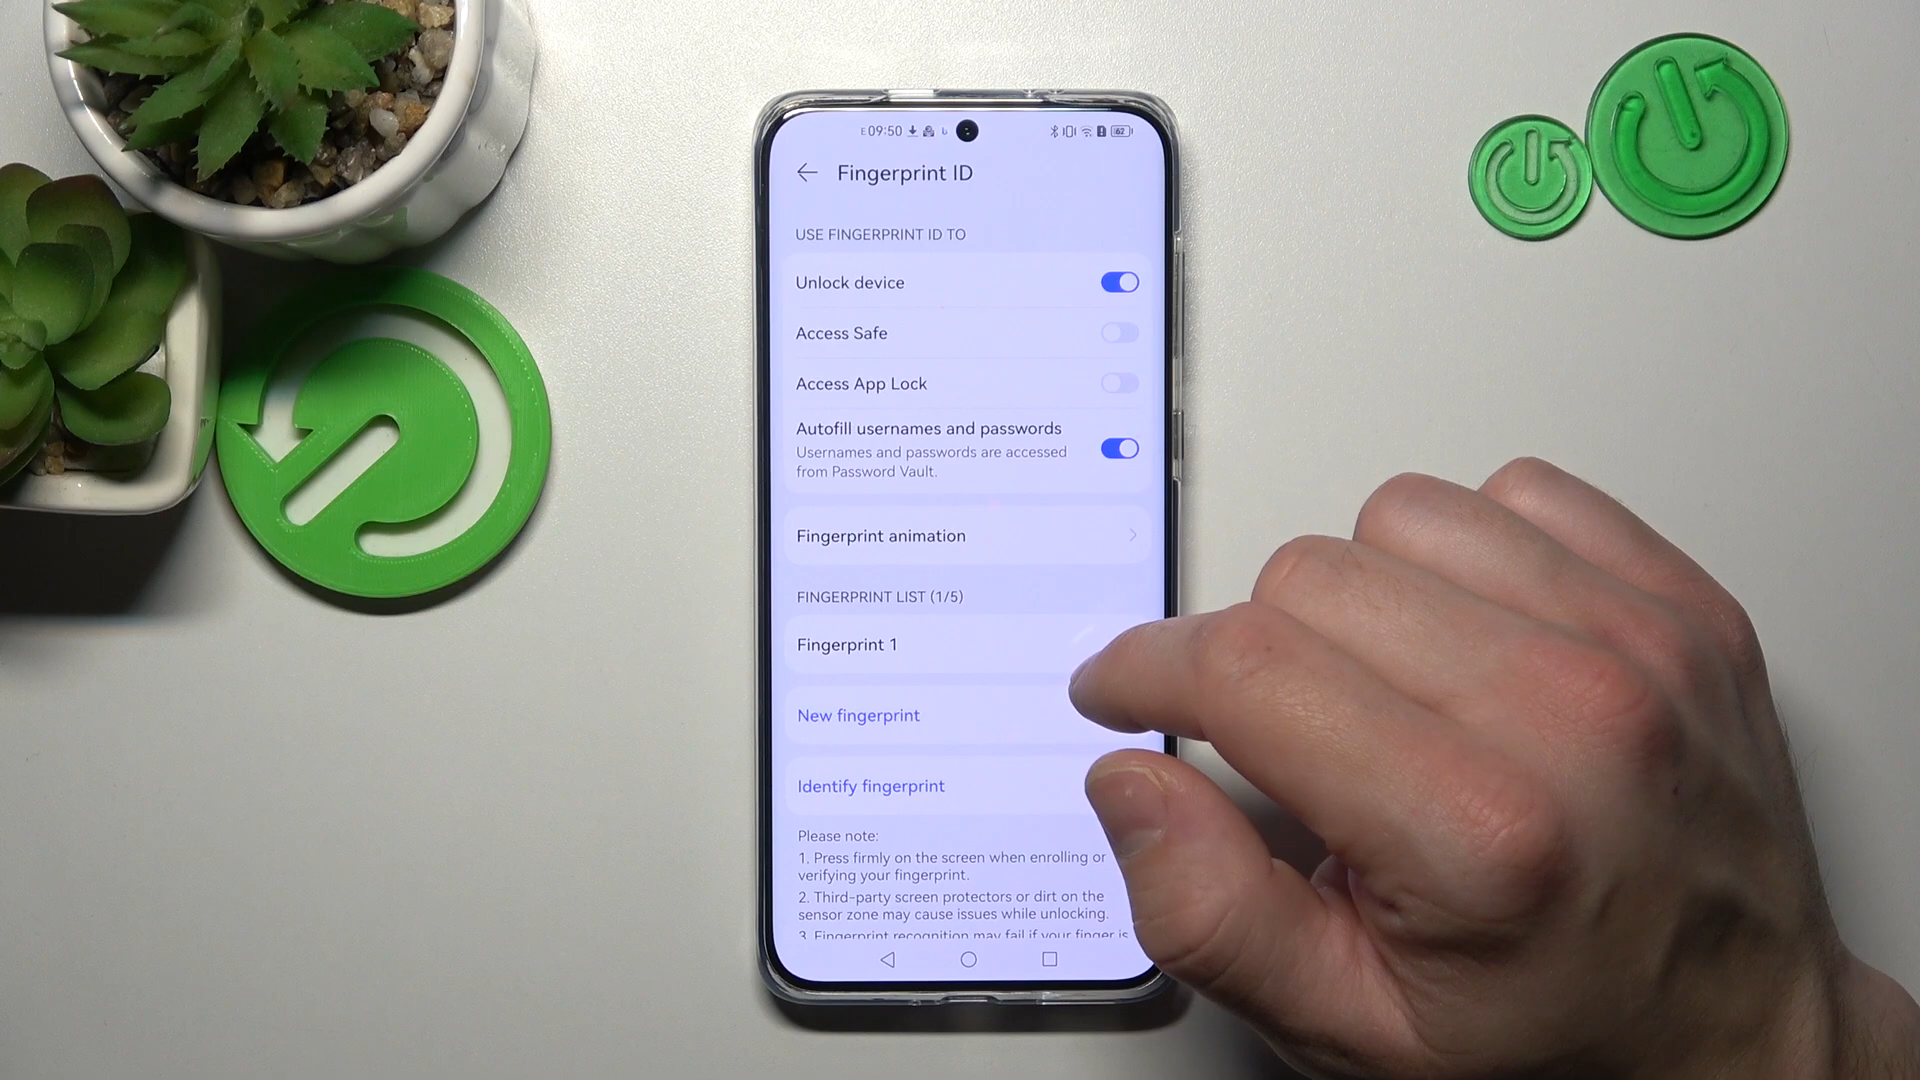 E09:50 62
Fingerprint ID
USE FINGERPRINT ID TO
Unlock device
Access Safe
Access App Lock
Autofill usernames and passwords
Usernames and passwords are accessed
from Password Vault.
Fingerprint animation
FINGERPRINT LIST (1/5)
Fingerprint 1
New fingerprint
Identify fingerprint
Please note:
1. Press firmly on the screen when enrolling or
verifying your fingerprint.
2. Third-party screen protectors or dirt on the
sensor zone may cause issues while unlocking.
3. Fingerprint recognition may fail if your finger is